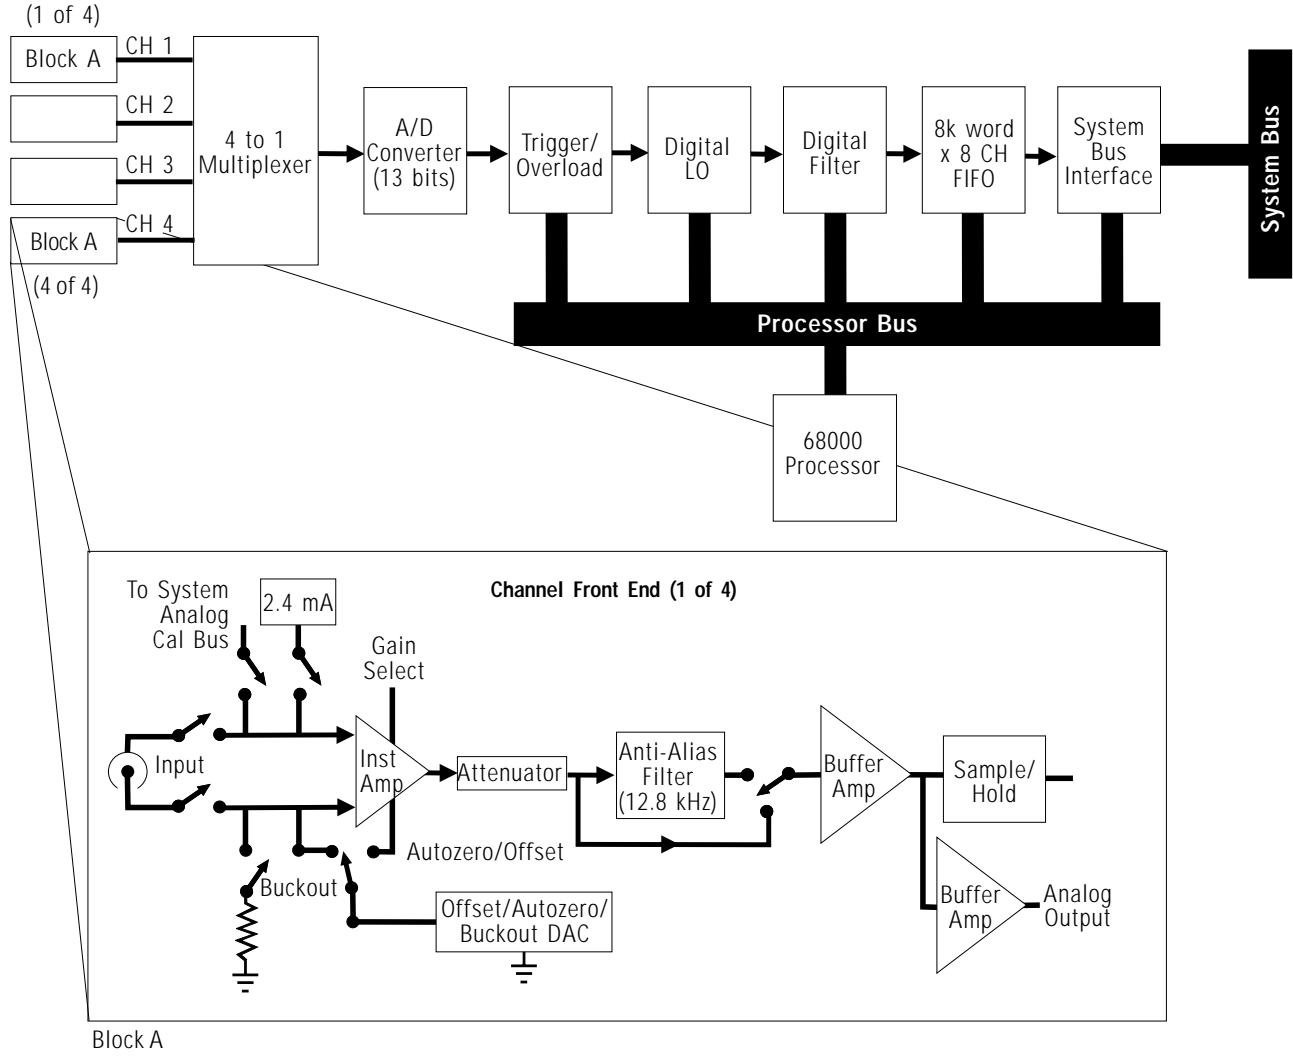 (1 of 4)
Block A
CH 1
CH 2
CH 3
CH 4
Block A
(4 of 4)
4 to 1
Multiplexer
A/D
Converter
(13 bits)
Trigger/
Overload
Digital
LO
Digital
Filter
8k word
x 8 CH
FIFO
System
Bus
Interface
System Bus
Processor Bus
68000
Processor
Channel Front End (1 of 4)
To System
Analog
Cal Bus
2.4 mA
Gain
Select
Input
Inst
Amp
Attenuator
Anti-Alias
Filter
(12.8 kHz)
Buffer
Amp
Sample/
Hold
Autozero/Offset
Buckout
Offset/Autozero/
Buckout DAC
Buffer
Amp
Analog
Output
Block A